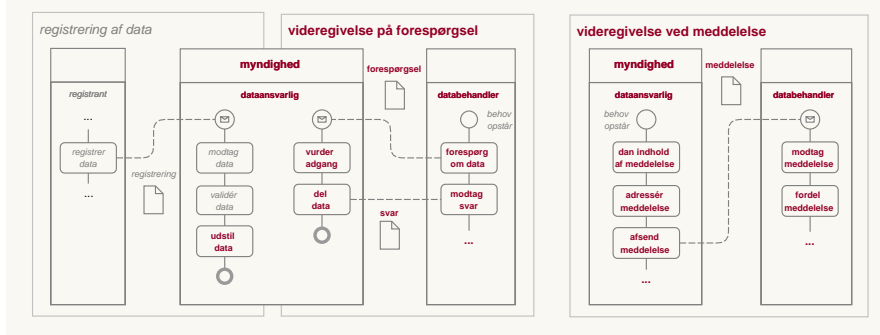 registrering af data
videregivelse på forespørgsel
videregivelse ved meddelelse
myndighed
forespørgsel
registrant
dataansvarlig
databehandler
...
behov
opstår
registrer
data
modtag
data
vurder
adgang
forespørg
om data
registrering
...
validér
data
del
data
modtag
svar
svar
udstil
data
...
myndighed
meddelelse
dataansvarlig
databehandler
behov
opstår
dan indhold
af meddelelse
modtag
meddelelse
adressér
meddelelse
fordel
meddelelse
afsend
meddelelse
...
...